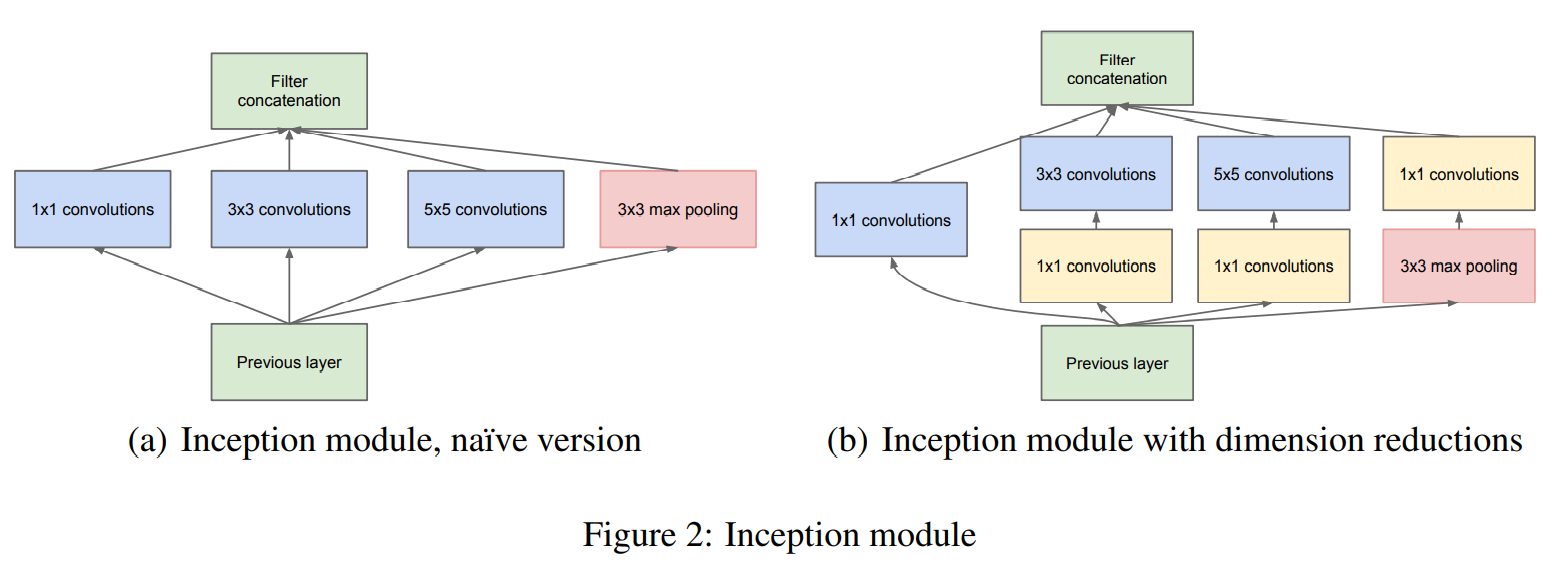 Filter
concatenation
1x1 convolutions
3x3 convolutions
5x5 convolutions
3x3 max pooling
Previous layer
(a) Inception module, naïve version
Filter
concatenation
1x1 convolutions
3x3 convolutions
5x5 convolutions
1x1 convolutions
1x1 convolutions
1x1 convolutions
3x3 max pooling
Previous layer
(b) Inception module with dimension reductions
Figure 2: Inception module